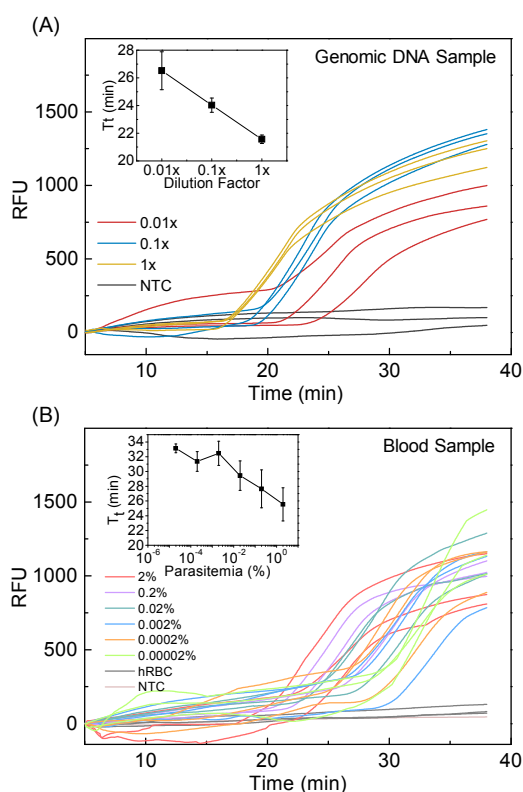 (A)
Genomic DNA Sample
RFU
1500
1000
500
0
10
20
30
40
Time (min)
Tt (min)
28
26
24
22
20
0.01x
0.1x
1x
Dilution Factor
0.01x
0.1x
1x
NTC
(B)
Blood Sample
RFU
1500
1000
500
0
10
20
30
40
Time (min)
Tt (min)
34
32
30
28
26
24
22
10-6
10-4
10-2
100
102
Parasitemia (%)
2%
0.2%
0.02%
0.002%
0.0002%
0.00002%
hRBC
NTC